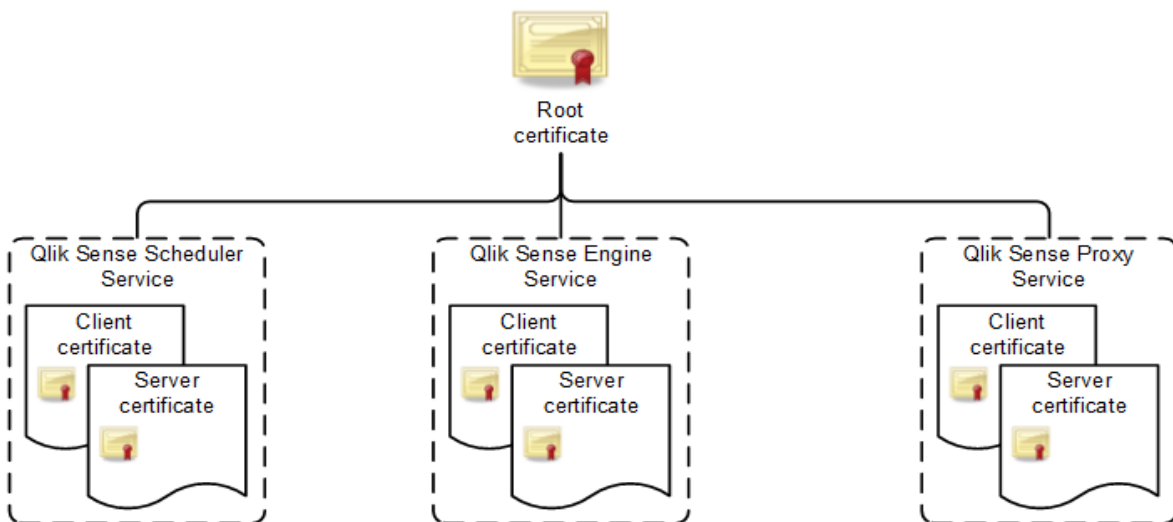 Root
certificate
Qlik Sense Scheduler
Service
Client
certificate
Server
certificate
Qlik Sense Engine
Service
Client
certificate
Server
certificate
Qlik Sense Proxy
Service
Client
certificate
Server
certificate